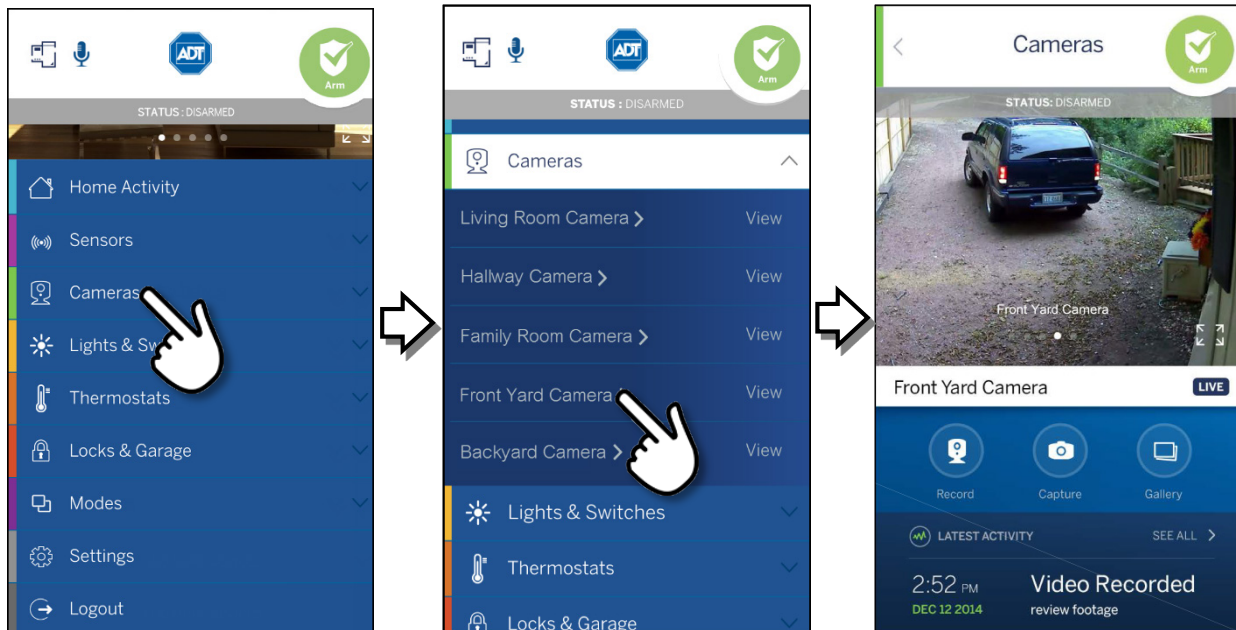 ADT
Arm
STATUS : DISARMED
Home Activity
Sensors
Cameras
Lights & Sw
Thermostats
Locks & Garage
Modes
Settings
Logout
ADT
Arm
STATUS : DISARMED
Cameras
Living Room Camera > View
Hallway Camera > View
Family Room Camera > View
Front Yard Camera View
Backyard Camera > View
Lights & Switches
Thermostats
Locks & Garage
Cameras
Arm
STATUS: DISARMED
Front Yard Camera
Front Yard Camera LIVE
Record Capture Gallery
LATEST ACTIVITY SEE ALL >
2:52 PM Video Recorded
DEC 12 2014 review footage